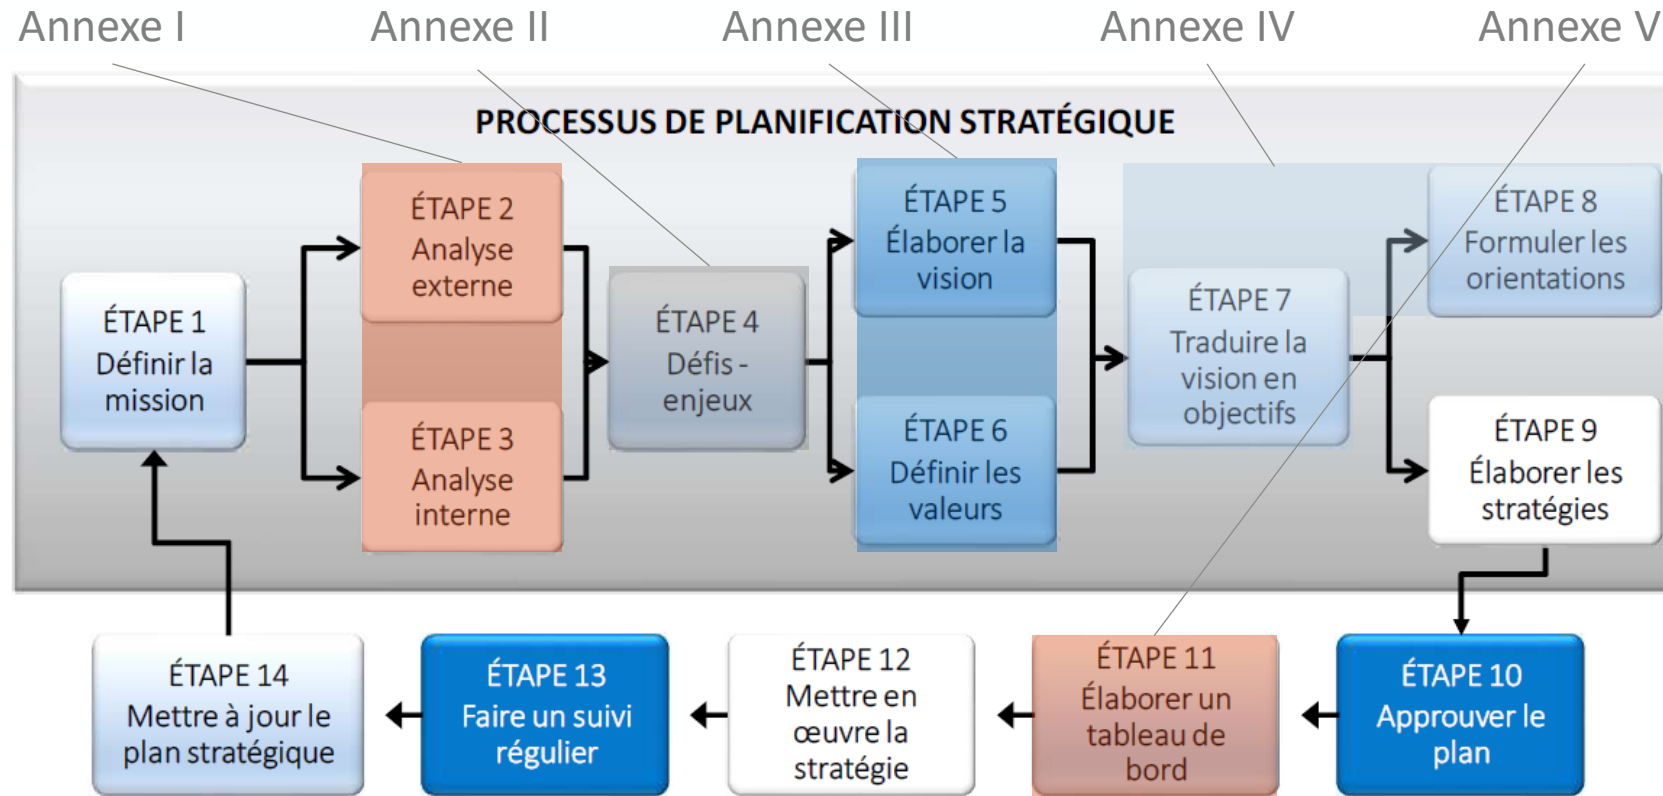 Annexe I
Annexe II
Annexe III
Annexe IV
Annexe V
PROCESSUS DE PLANIFICATION STRATÉGIQUE
ÉTAPE 1
Définir la
mission
ÉTAPE 2
Analyse
externe
ÉTAPE 3
Analyse
interne
ÉTAPE 4
Défis -
enjeux
ÉTAPE 5
Élaborer la
vision
ÉTAPE 6
Définir les
valeurs
ÉTAPE 7
Traduire la
vision en
objectifs
ÉTAPE 8
Formuler les
orientations
ÉTAPE 9
Élaborer les
stratégies
ÉTAPE 10
Approuver le
plan
ÉTAPE 11
Élaborer un
tableau de
bord
ÉTAPE 12
Mettre en
œuvre la
stratégie
ÉTAPE 13
Faire un suivi
régulier
ÉTAPE 14
Mettre à jour le
plan stratégique